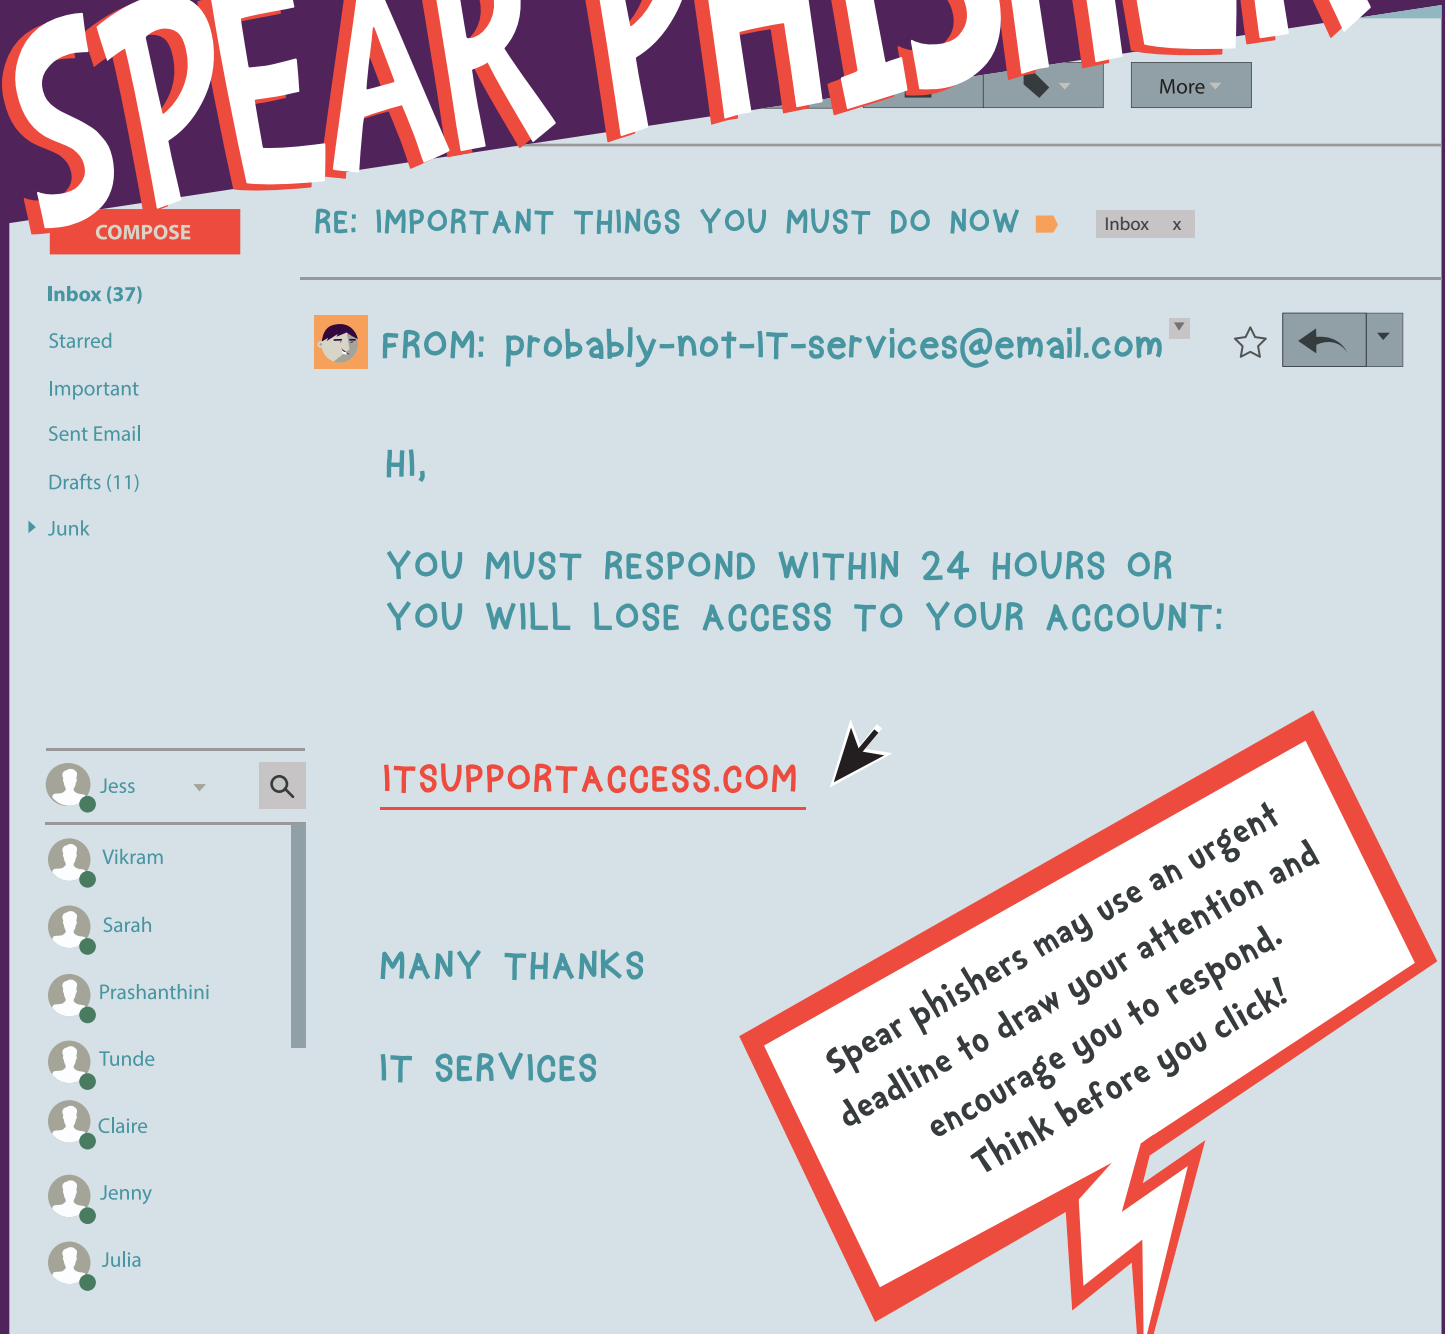 SPEAR PHISHER
More
COMPOSE
RE: IMPORTANT THINGS YOU MUST DO NOW
Inbox x
Inbox (37)
Starred
Important
Sent Email
Drafts (11)
Junk
FROM: probably-not-IT-services@email.com
HI,
YOU MUST RESPOND WITHIN 24 HOURS OR
YOU WILL LOSE ACCESS TO YOUR ACCOUNT:
ITSUPPORTACCESS.COM
MANY THANKS
IT SERVICES
Jess
Vikram
Sarah
Prashanthini
Tunde
Claire
Jenny
Julia
Spear phishers may use an urgent
deadline to draw your attention and
encourage you to respond.
Think before you click!